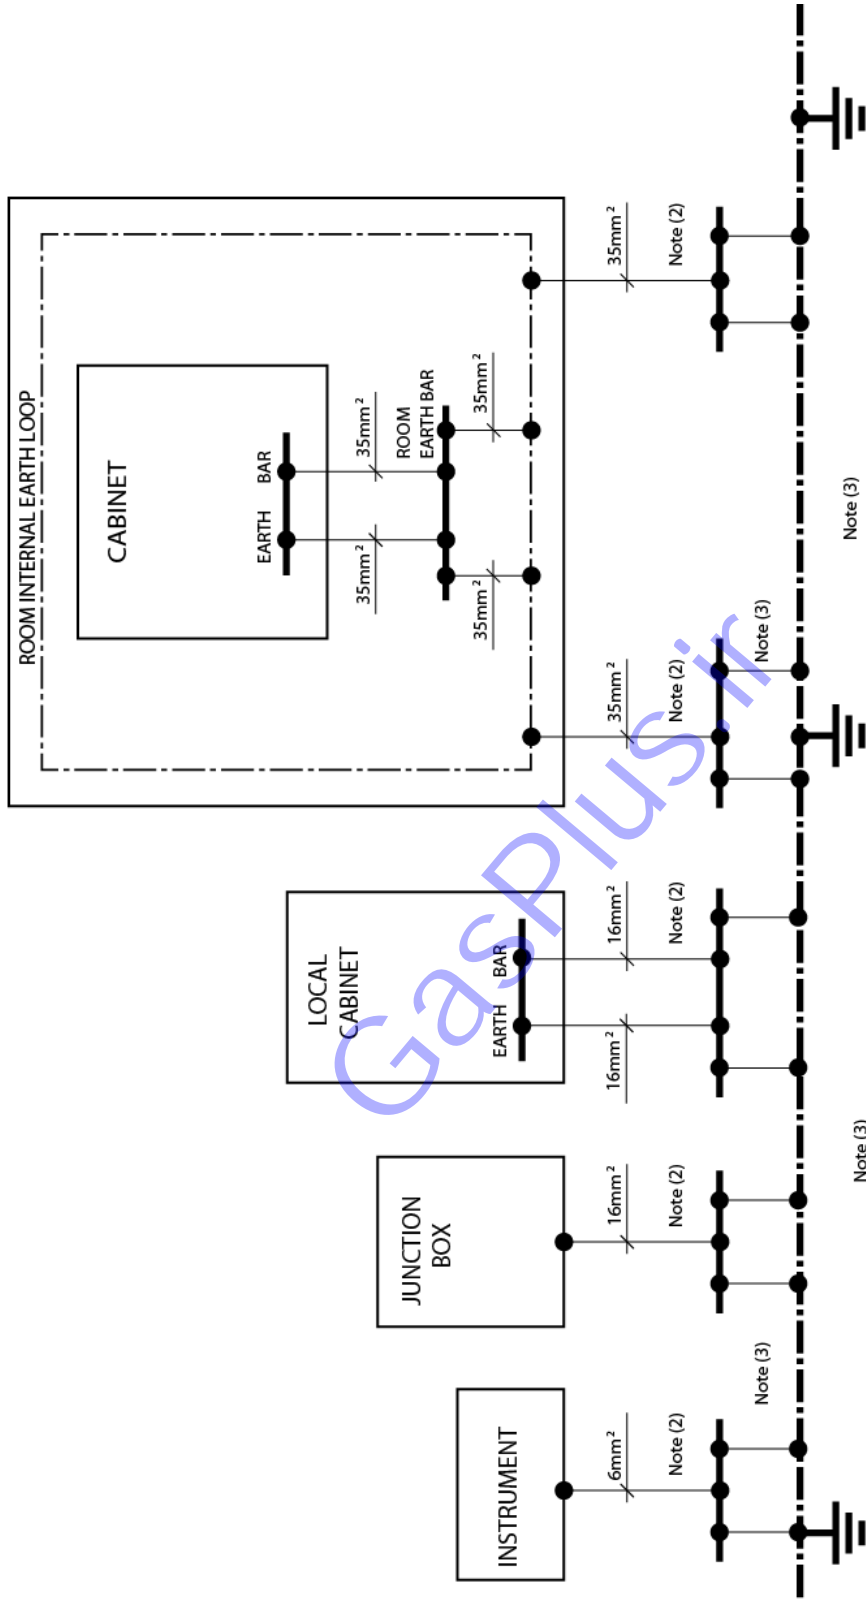 ROOM INTERNAL EARTH LOOP
CABINET
EARTH BAR
35mm²
35mm²
ROOM
EARTH BAR
35mm²
35mm²
LOCAL
CABINET
EARTH BAR
JUNCTION
BOX
INSTRUMENT
6mm²
16mm²
16mm²
16mm²
35mm²
35mm²
Note (2)
Note (2)
Note (2)
Note (2)
Note (2)
Note (3)
Note (3)
Note (3)
Note (3)
GasPlus.ir